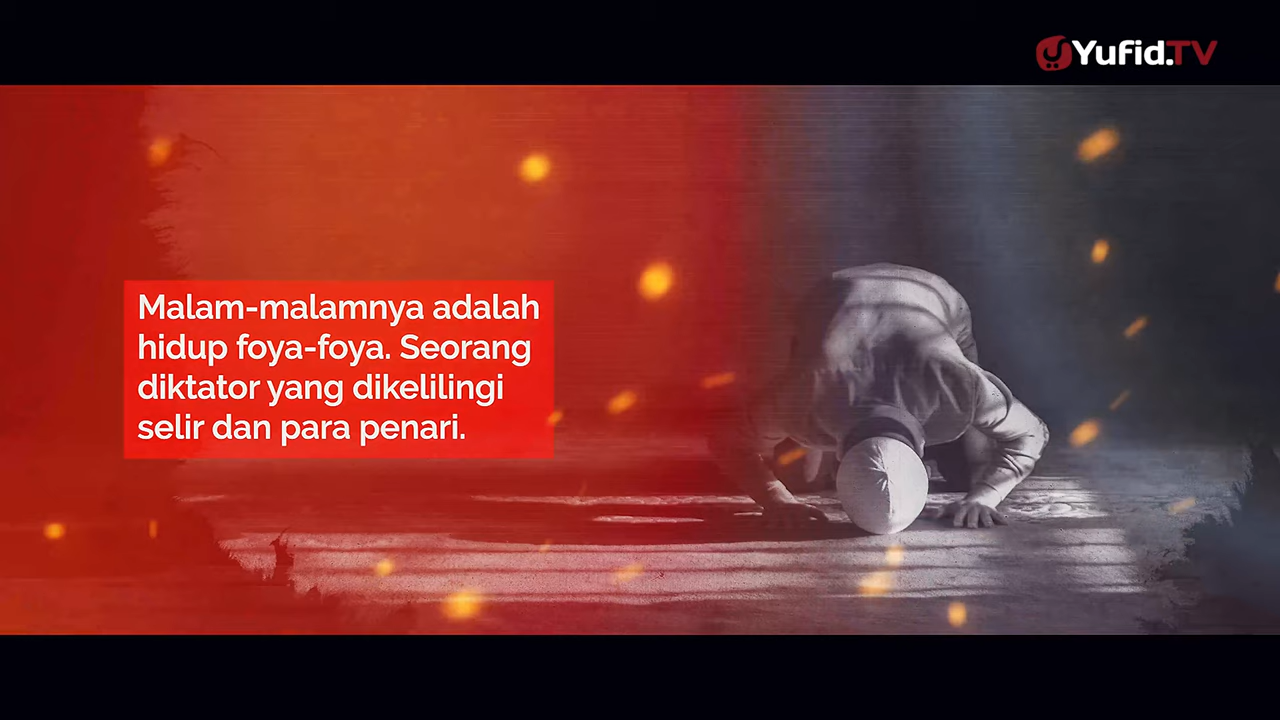 Yufid.TV
Malam-malamnya adalah
hidup foya-foya. Seorang
diktator yang dikelilingi
selir dan para penari.